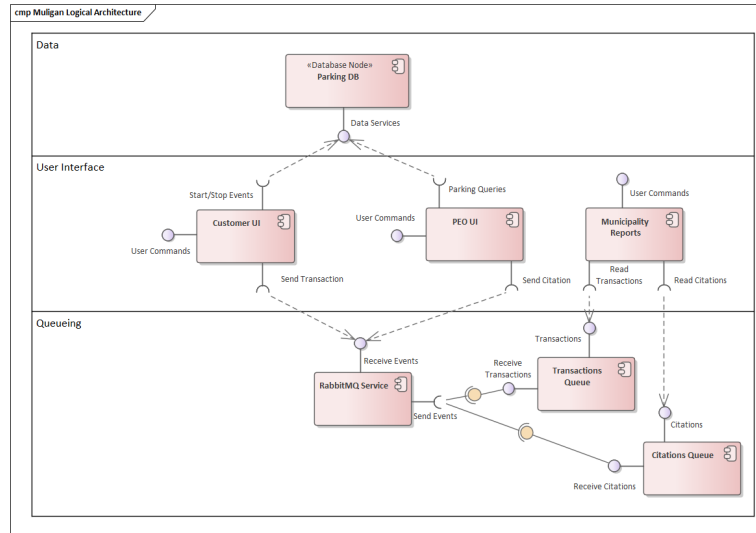 cmp Muligan Logical Architecture
Data
«Database Node»
Parking DB
Data Services
User Interface
Start/Stop Events
Parking Queries
User Commands
Customer UI
User Commands
PEO UI
Municipality
Reports
User Commands
Send Transaction
Send Citation
Read
Transactions
Read Citations
Queueing
Receive Events
Transactions
RabbitMQ Service
Receive
Transactions
Transactions
Queue
Send Events
Citations
Citations Queue
Receive Citations